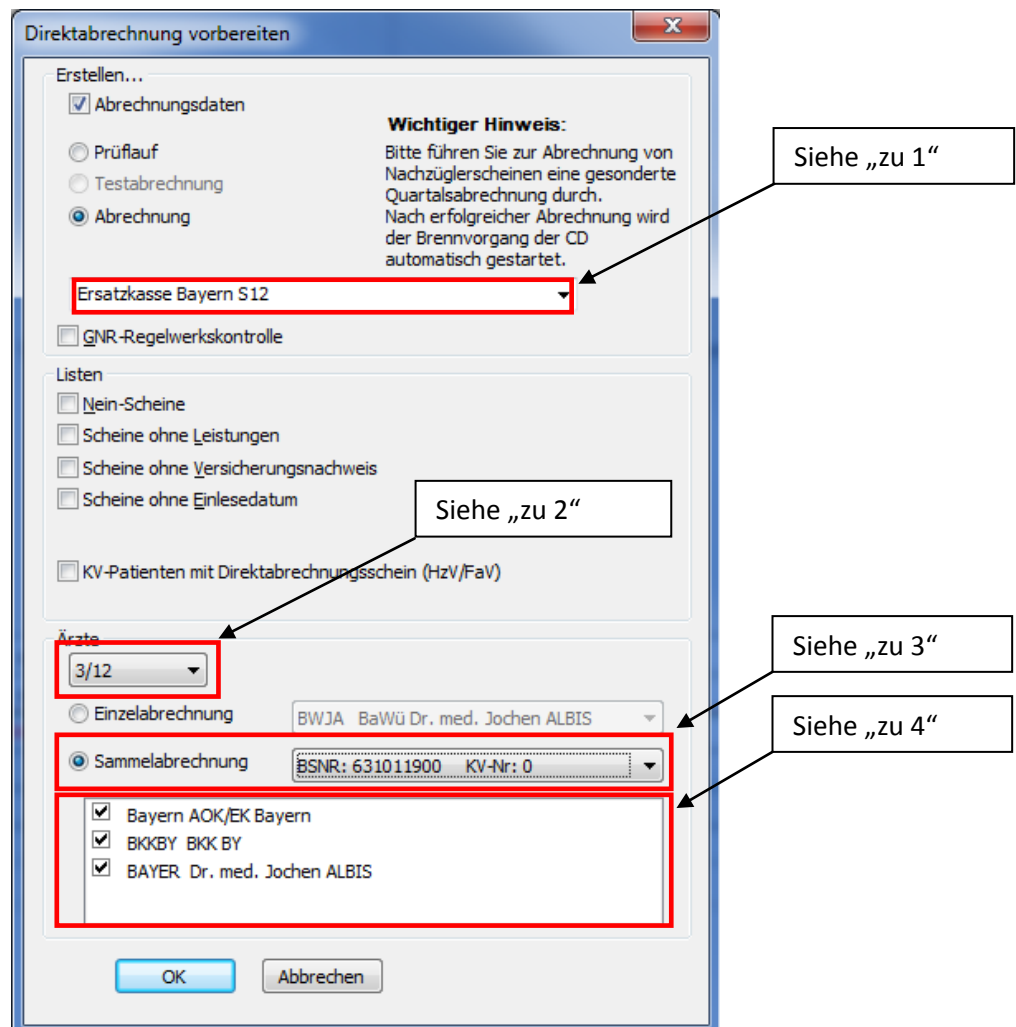 Direktabrechnung vorbereiten
Erstellen...
Abrechnungsdaten
Prüflauf
Testabrechnung
Abrechnung
Wichtiger Hinweis:
Bitte führen Sie zur Abrechnung von
Nachzüglerscheinen eine gesonderte
Quartalsabrechnung durch.
Nach erfolgreicher Abrechnung wird
der Brennvorgang der CD
automatisch gestartet.
Siehe „zu 1“
Ersatzkasse Bayern S12
GNR-Regelwerkskontrolle
Listen
Nein-Scheine
Scheine ohne Leistungen
Scheine ohne Versicherungsnachweis
Scheine ohne Einlesedatum
Siehe „zu 2“
KV-Patienten mit Direktabrechnungsschein (HzV/FaV)
Ärzte
3/12
Siehe „zu 3“
Einzelabrechnung BWJA BaWü Dr. med. Jochen ALBIS
Siehe „zu 4“
Sammelabrechnung BSNR: 631011900 KV-Nr: 0
Bayern AOK/EK Bayern
BKKBY BKK BY
BAYER Dr. med. Jochen ALBIS
OK Abbrechen